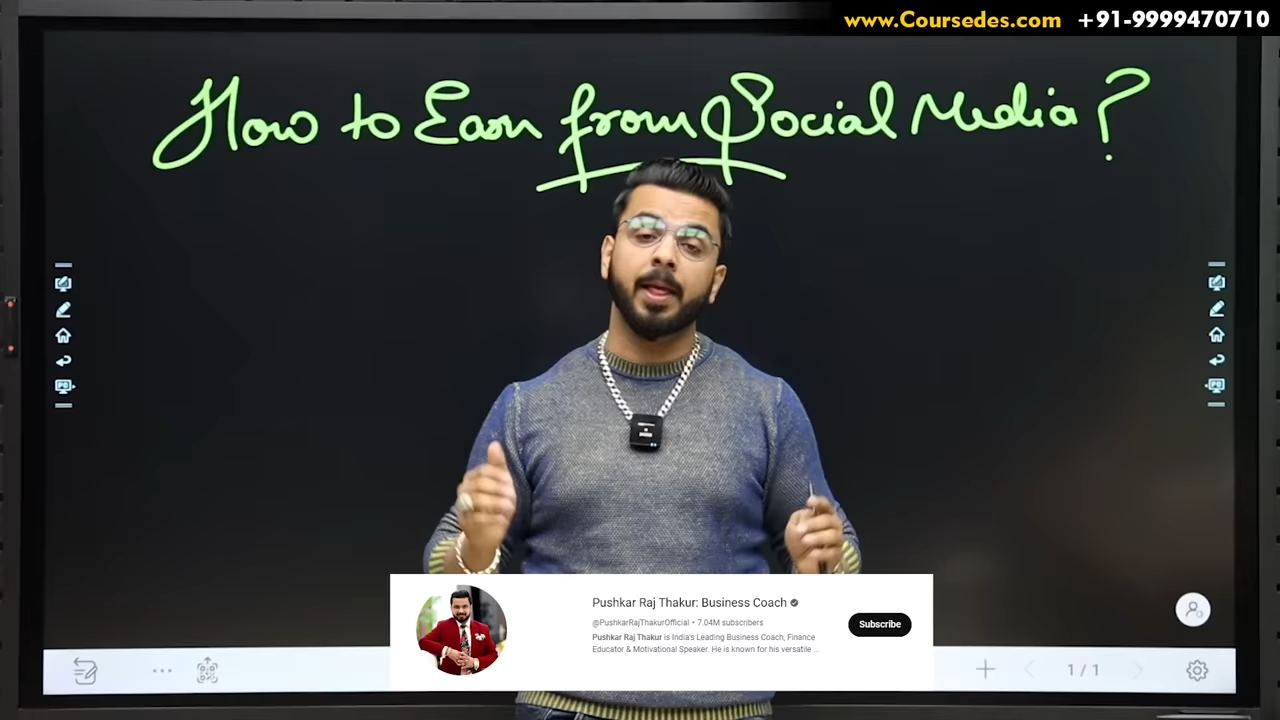 www.Coursedes.com +91-9999470710
How to Earn from Social Media?
Pushkar Raj Thakur: Business Coach
@PushkarRajThakurOfficial • 7.04M subscribers
Pushkar Raj Thakur is India's Leading Business Coach, Finance
Educator & Motivational Speaker. He is known for his versatile ...
Subscribe
1 / 1